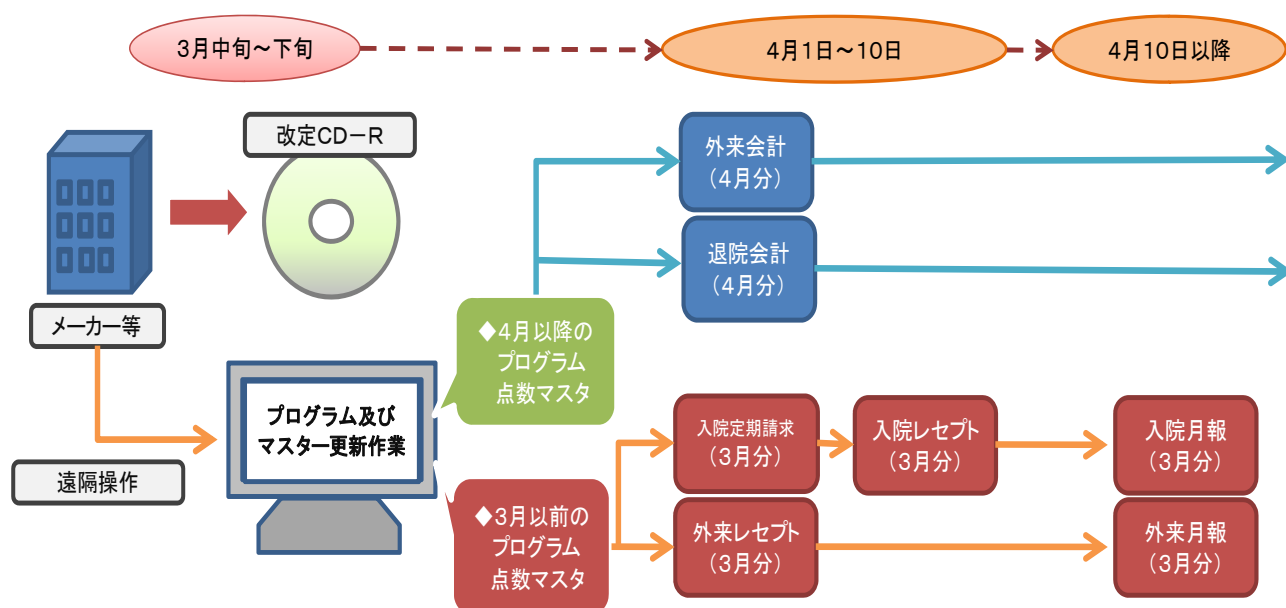 3月中旬～下旬
4月1日～10日
4月10日以降
改定CD－R
メーカー等
遠隔操作
プログラム及び
マスター更新作業
◆4月以降の
プログラム
点数マスタ
外来会計
（4月分）
退院会計
（4月分）
◆3月以前の
プログラム
点数マスタ
入院定期請求
（3月分）
入院レセプト
（3月分）
入院月報
（3月分）
外来レセプト
（3月分）
外来月報
（3月分）